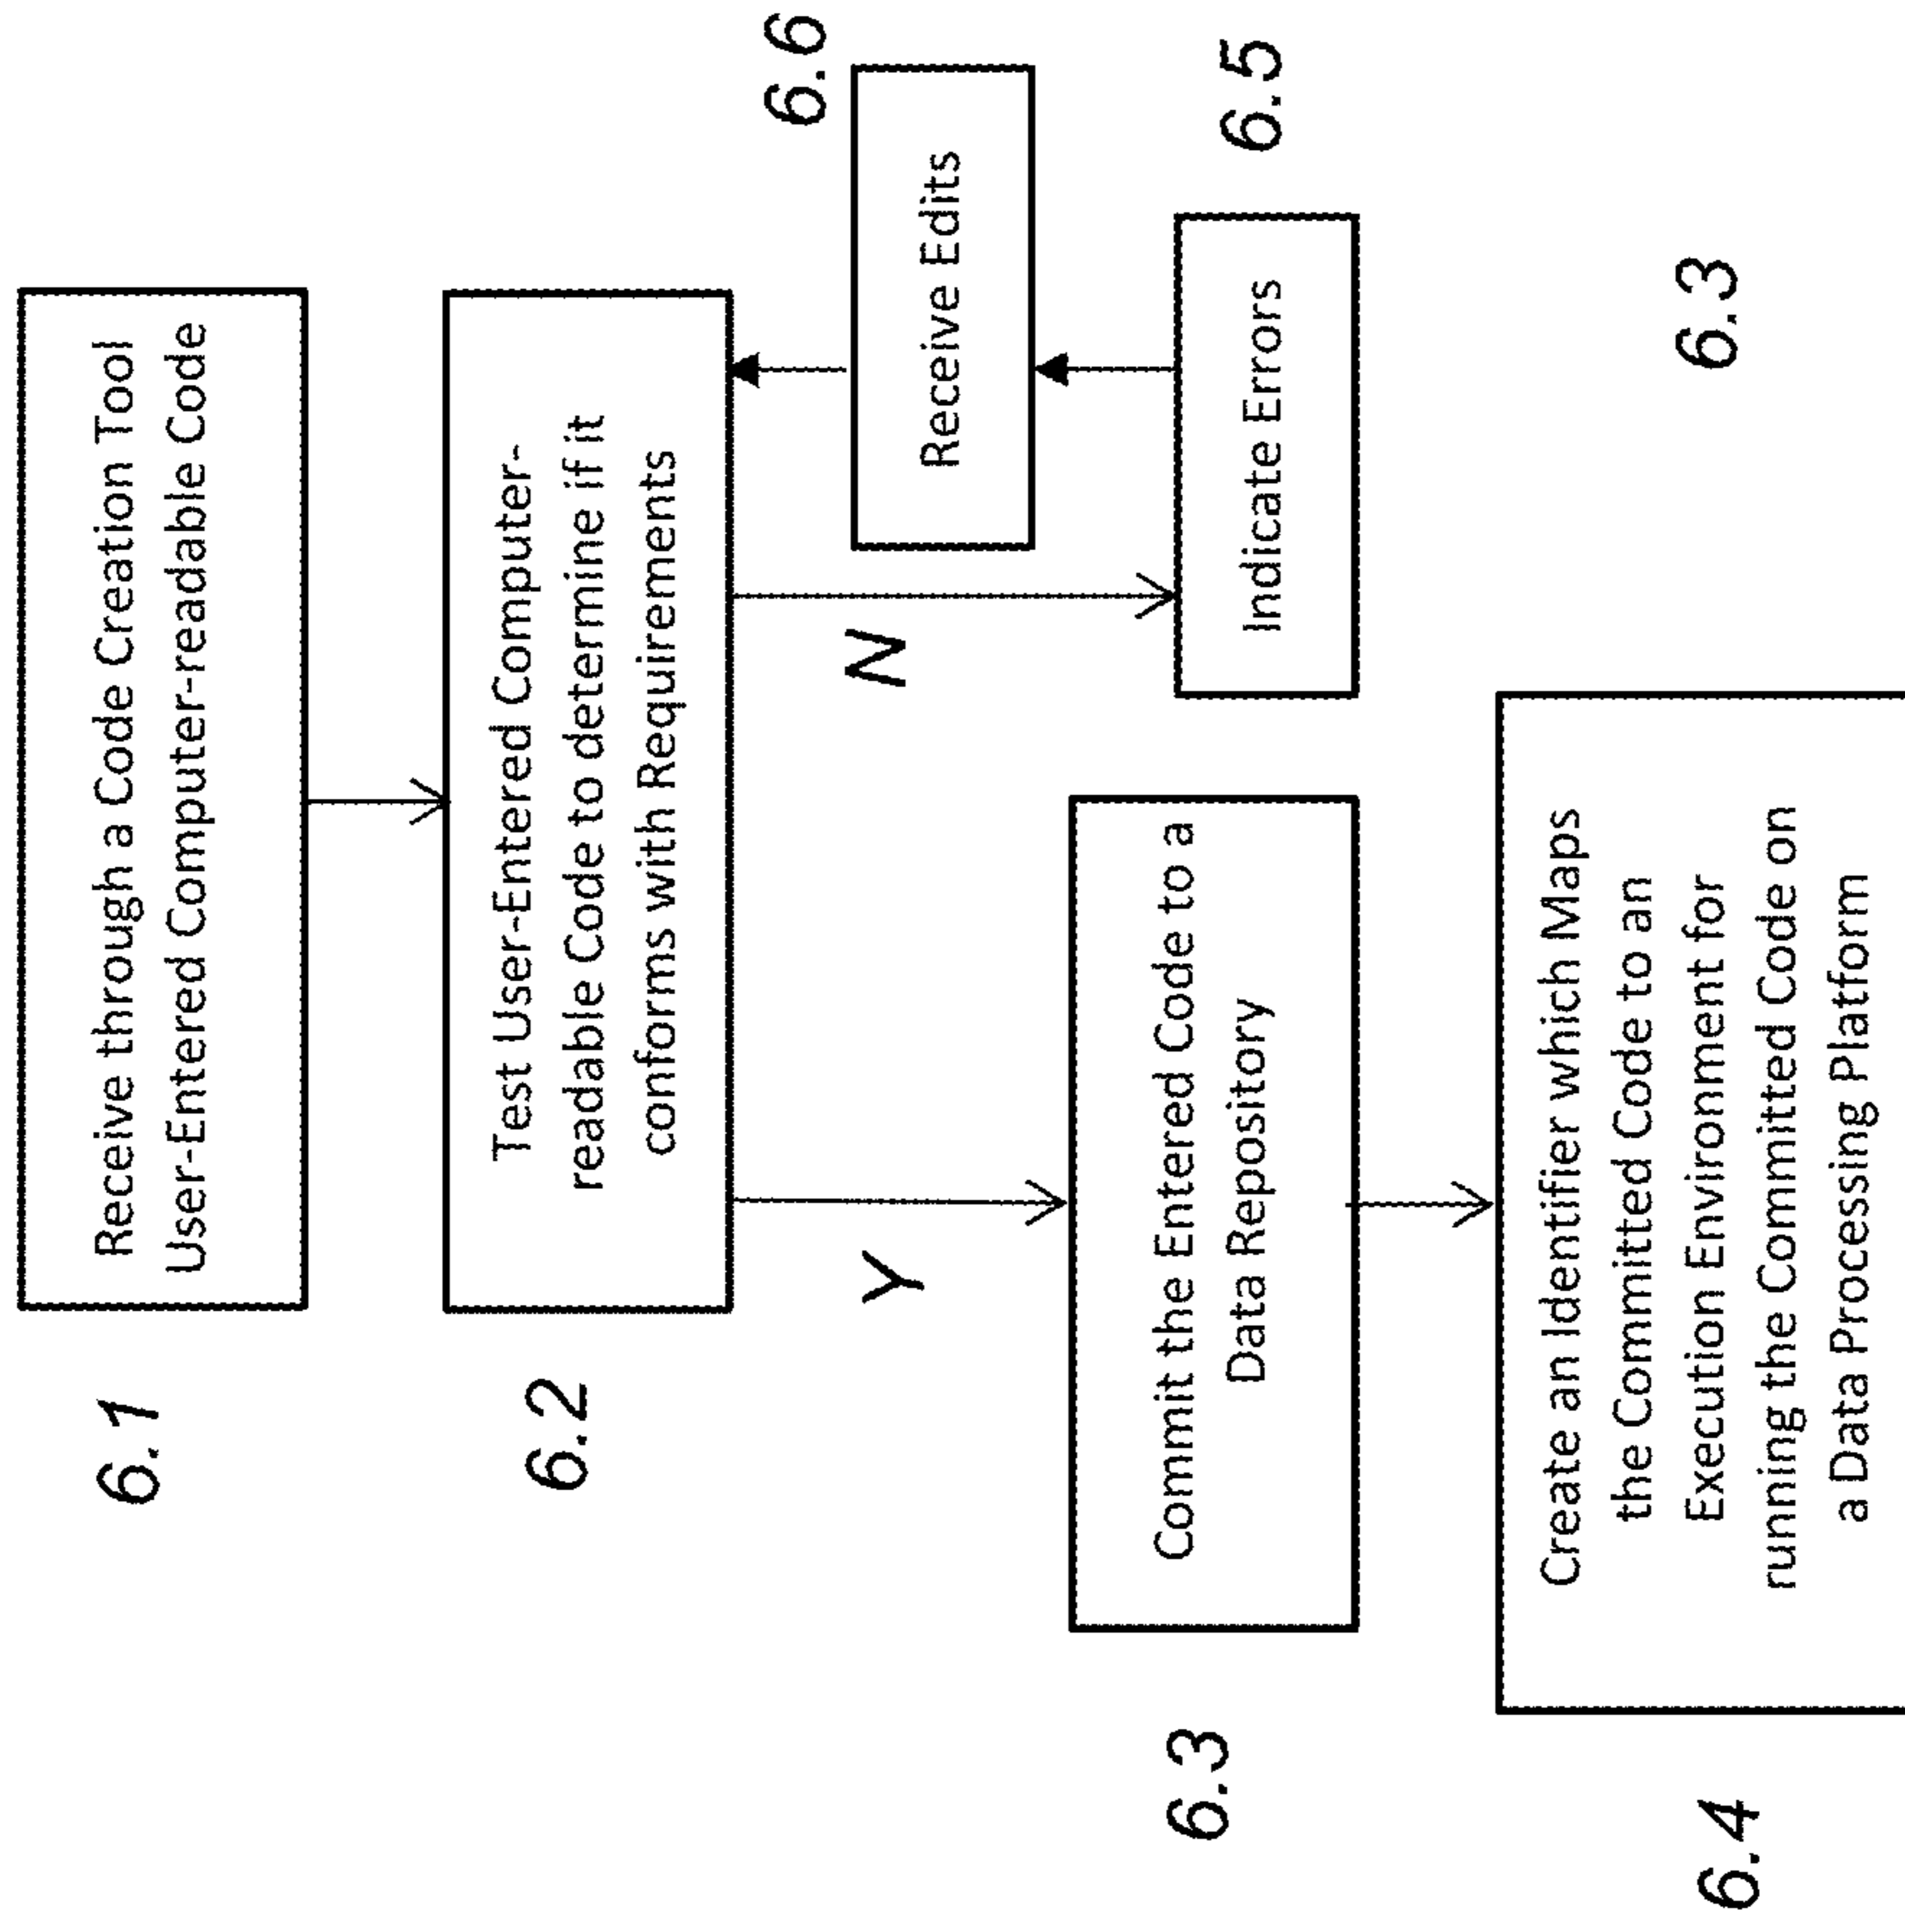 6.1
Receive through a Code Creation Tool
User-Entered Computer-readable Code
6.2
Test User-Entered Computer-
readable Code to determine if it
conforms with Requirements
Y
N
6.6
Receive Edits
6.3
Commit the Entered Code to a
Data Repository
Indicate Errors
6.5
6.4
Create an Identifier which Maps
the Committed Code to an
Execution Environment for
running the Committed Code on
a Data Processing Platform
6.3